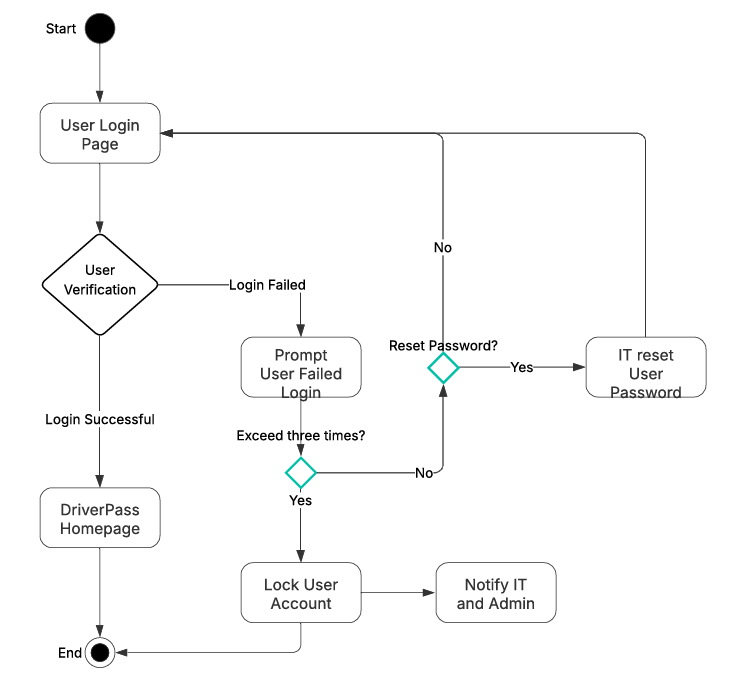 Start
User Login
Page
No
User
Verification
Login Failed
Reset Password?
Prompt
User Failed
Login
Yes
IT reset
User
Password
Login Successful
Exceed three times?
No
Yes
DriverPass
Homepage
Lock User
Account
Notify IT
and Admin
End